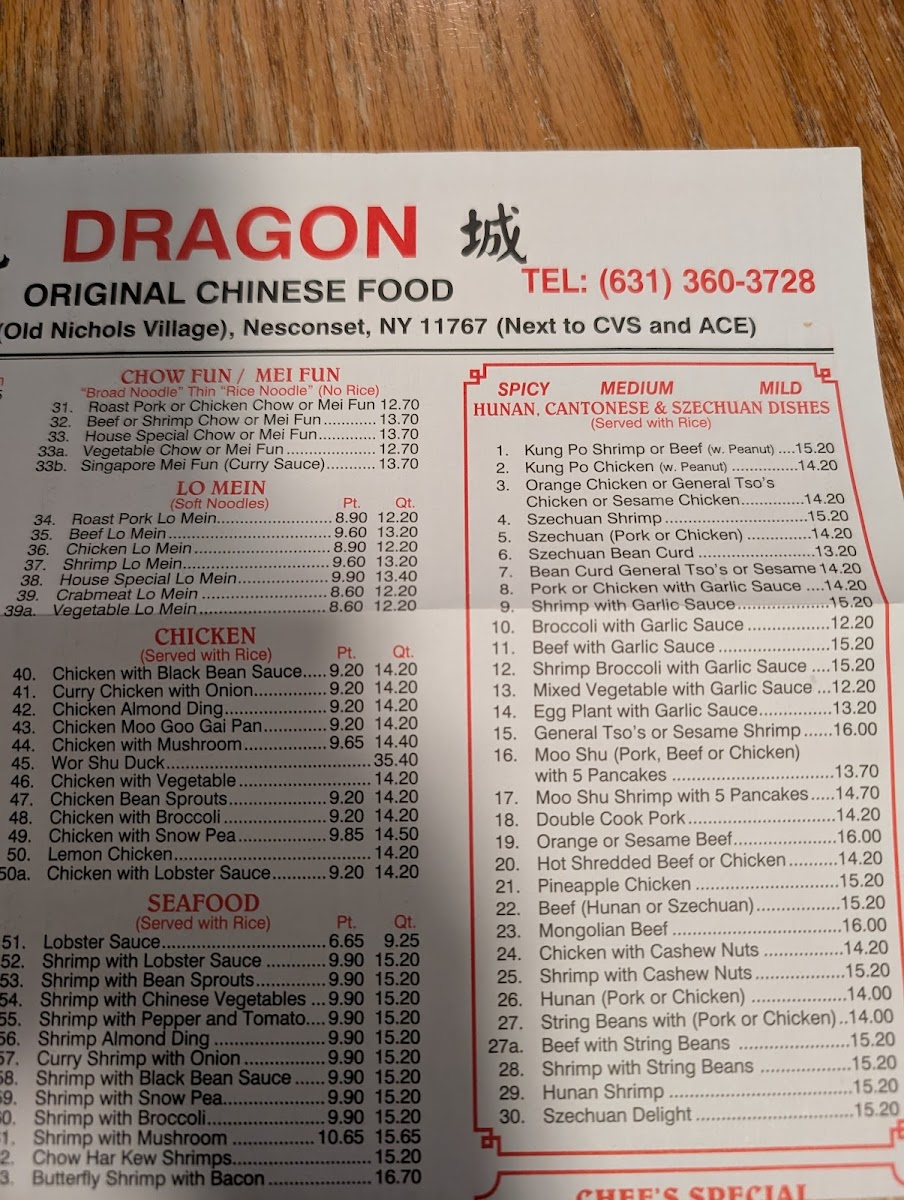 DRAGON 城
ORIGINAL CHINESE FOOD
TEL: (631) 360-3728
(Old Nichols Village), Nesconset, NY 11767 (Next to CVS and ACE)
CHOW FUN / MEI FUN
"Broad Noodle" Thin "Rice Noodle" (No Rice)
31. Roast Pork or Chicken Chow or Mei Fun 12.70
32. Beef or Shrimp Chow or Mei Fun............13.70
33. House Special Chow or Mei Fun.............13.70
33a. Vegetable Chow or Mei Fun ..................12.70
33b. Singapore Mei Fun (Curry Sauce)...........13.70
LO MEIN
(Soft Noodles) Pt. Qt.
34. Roast Pork Lo Mein......................8.90 12.20
35. Beef Lo Mein................................9.60 13.20
36. Chicken Lo Mein..........................8.90 12.20
37. Shrimp Lo Mein............................9.60 13.20
38. House Special Lo Mein.................9.90 13.40
39. Crabmeat Lo Mein.......................8.60 12.20
39a. Vegetable Lo Mein.......................8.60 12.20
CHICKEN
(Served with Rice) Pt. Qt.
40. Chicken with Black Bean Sauce.....9.20 14.20
41. Curry Chicken with Onion..............9.20 14.20
42. Chicken Almond Ding....................9.20 14.20
43. Chicken Moo Goo Gai Pan............9.20 14.20
44. Chicken with Mushroom................9.65 14.40
45. Wor Shu Duck.......................................35.40
46. Chicken with Vegetable .........................14.20
47. Chicken Bean Sprouts...................9.20 14.20
48. Chicken with Broccoli....................9.20 14.20
49. Chicken with Snow Pea.................9.85 14.50
50. Lemon Chicken.....................................14.20
50a. Chicken with Lobster Sauce..........9.20 14.20
SEAFOOD
(Served with Rice) Pt. Qt.
51. Lobster Sauce................................6.65 9.25
52. Shrimp with Lobster Sauce ...........9.90 15.20
53. Shrimp with Bean Sprouts.............9.90 15.20
54. Shrimp with Chinese Vegetables ...9.90 15.20
55. Shrimp with Pepper and Tomato....9.90 15.20
56. Shrimp Almond Ding .....................9.90 15.20
57. Curry Shrimp with Onion ...............9.90 15.20
58. Shrimp with Black Bean Sauce ......9.90 15.20
59. Shrimp with Snow Pea...................9.90 15.20
60. Shrimp with Broccoli......................9.90 15.20
61. Shrimp with Mushroom ...............10.65 15.65
2. Chow Har Kew Shrimps..........................15.20
3. Butterfly Shrimp with Bacon ....................16.70
SPICY MEDIUM MILD
HUNAN, CANTONESE & SZECHUAN DISHES
(Served with Rice)
1. Kung Po Shrimp or Beef (w. Peanut) ....15.20
2. Kung Po Chicken (w. Peanut) ...............14.20
3. Orange Chicken or General Tso's
Chicken or Sesame Chicken..............14.20
4. Szechuan Shrimp ...............................15.20
5. Szechuan (Pork or Chicken) ..............14.20
6. Szechuan Bean Curd .........................13.20
7. Bean Curd General Tso's or Sesame 14.20
8. Pork or Chicken with Garlic Sauce ....14.20
9. Shrimp with Garlic Sauce...................15.20
10. Broccoli with Garlic Sauce ................12.20
11. Beef with Garlic Sauce .....................15.20
12. Shrimp Broccoli with Garlic Sauce ....15.20
13. Mixed Vegetable with Garlic Sauce ...12.20
14. Egg Plant with Garlic Sauce..............13.20
15. General Tso's or Sesame Shrimp ......16.00
16. Moo Shu (Pork, Beef or Chicken)
with 5 Pancakes ................................13.70
17. Moo Shu Shrimp with 5 Pancakes.....14.70
18. Double Cook Pork.............................14.20
19. Orange or Sesame Beef....................16.00
20. Hot Shredded Beef or Chicken..........14.20
21. Pineapple Chicken ............................15.20
22. Beef (Hunan or Szechuan)................15.20
23. Mongolian Beef .................................16.00
24. Chicken with Cashew Nuts ................14.20
25. Shrimp with Cashew Nuts..................15.20
26. Hunan (Pork or Chicken) ...................14.00
27. String Beans with (Pork or Chicken)..14.00
27a. Beef with String Beans .....................15.20
28. Shrimp with String Beans ..................15.20
29. Hunan Shrimp ...................................15.20
30. Szechuan Delight ..............................15.20
CHEF'S SPECIAL